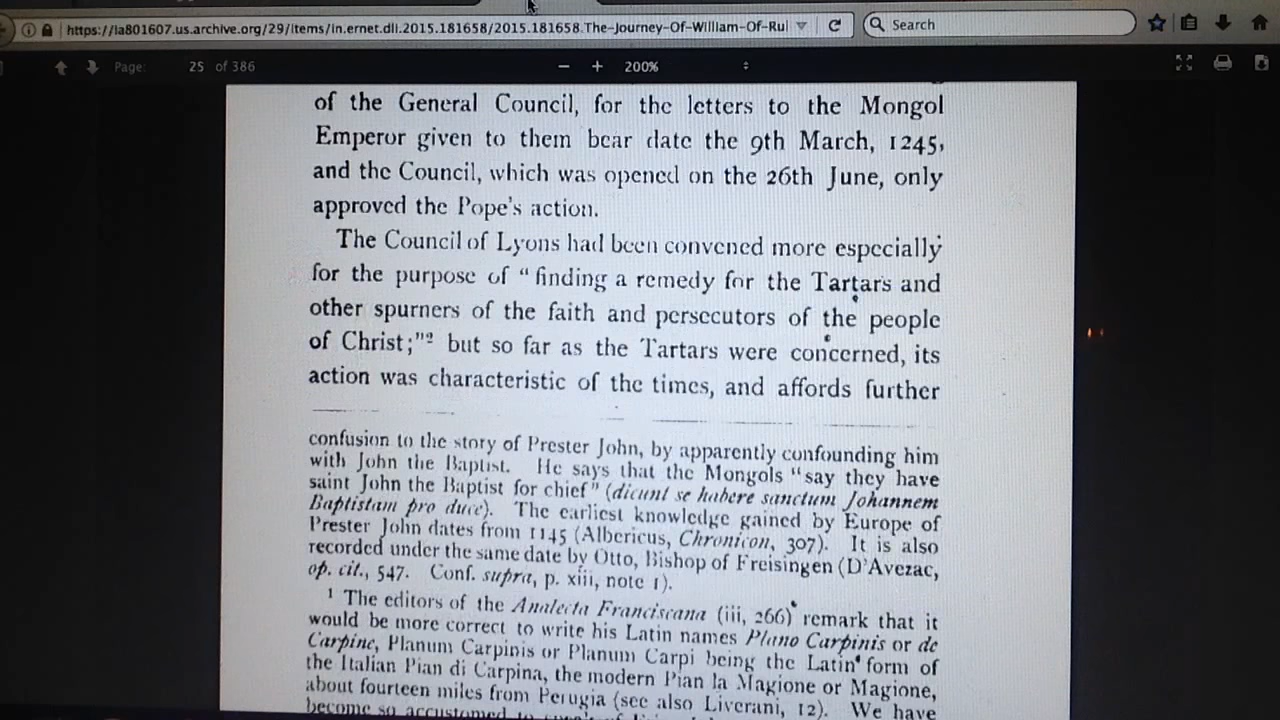 https://ia801607.us.archive.org/29/items/in.ernet.dli.2015.181658/2015.181658.The-Journey-Of-William-Of-Rul
Search
Page: 25 of 386
200%
of the General Council, for the letters to the Mongol
Emperor given to them bear date the 9th March, 1245,
and the Council, which was opened on the 26th June, only
approved the Pope's action.
The Council of Lyons had been convened more especially
for the purpose of "finding a remedy for the Tartars and
other spurners of the faith and persecutors of the people
of Christ;"² but so far as the Tartars were concerned, its
action was characteristic of the times, and affords further
confusion to the story of Prester John, by apparently confounding him
with John the Baptist. He says that the Mongols "say they have
saint John the Baptist for chief" (dicunt se habere sanctum Johannem
Baptistam pro duce). The earliest knowledge gained by Europe of
Prester John dates from 1145 (Albericus, Chronicon, 307). It is also
recorded under the same date by Otto, Bishop of Freisingen (D'Avezac,
op. cit., 547. Conf. supra, p. xiii, note 1).
¹ The editors of the Analecta Franciscana (iii, 266) remark that it
would be more correct to write his Latin names Plano Carpinis or de
Carpine, Planum Carpinis or Planum Carpi being the Latin form of
the Italian Pian di Carpina, the modern Pian la Magione or Magione,
about fourteen miles from Perugia (see also Liverani, 12). We have
become so accustomed to